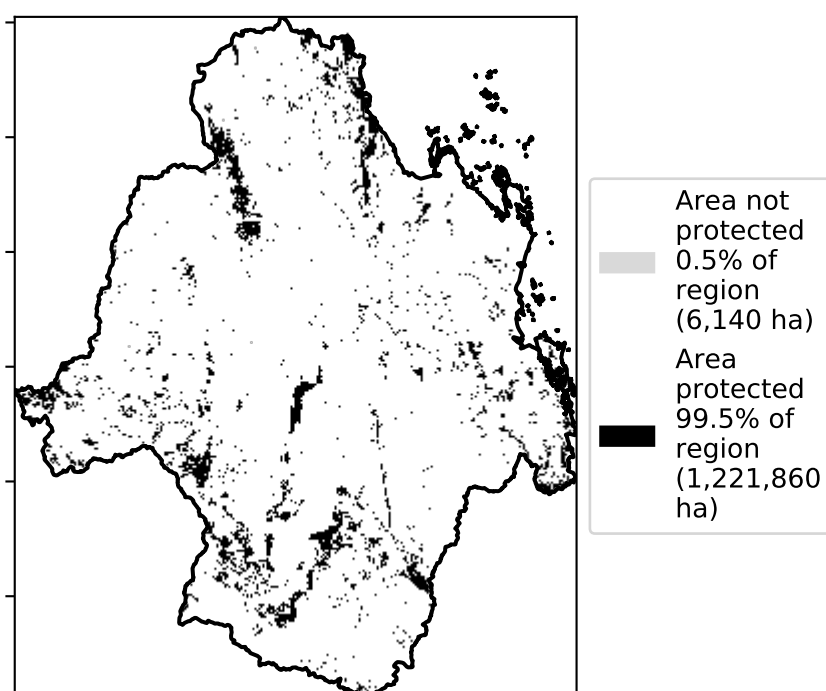 Area not
protected
0.5% of
region
(6,140 ha)
Area
protected
99.5% of
region
(1,221,860
ha)